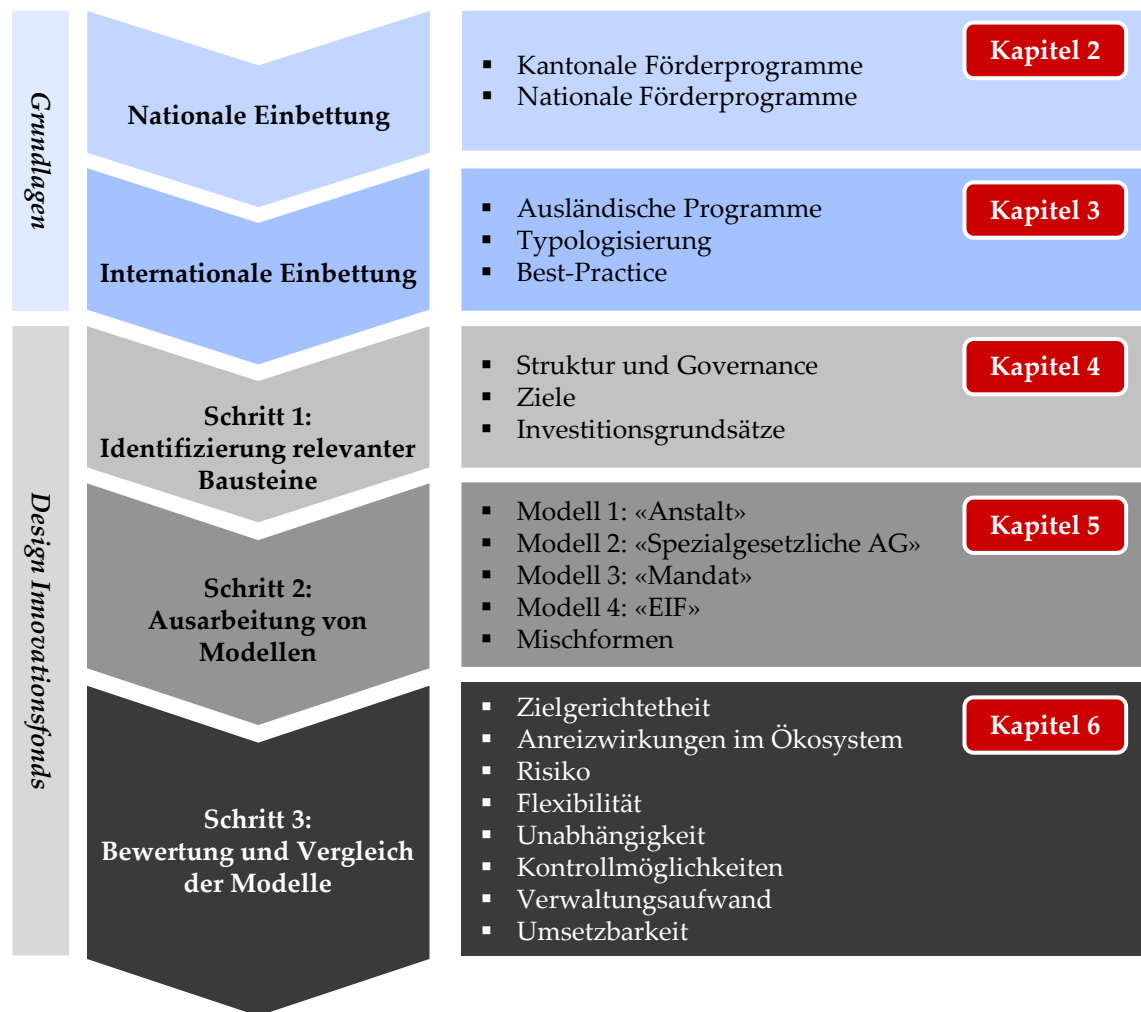 Grundlagen
Nationale Einbettung
▪ Kantonale Förderprogramme
▪ Nationale Förderprogramme
Kapitel 2
Internationale Einbettung
▪ Ausländische Programme
▪ Typologisierung
▪ Best-Practice
Kapitel 3
Design Innovationsfonds
Schritt 1:
Identifizierung relevanter
Bausteine
▪ Struktur und Governance
▪ Ziele
▪ Investitionsgrundsätze
Kapitel 4
Schritt 2:
Ausarbeitung von
Modellen
▪ Modell 1: «Anstalt»
▪ Modell 2: «Spezialgesetzliche AG»
▪ Modell 3: «Mandat»
▪ Modell 4: «EIF»
▪ Mischformen
Kapitel 5
Schritt 3:
Bewertung und Vergleich
der Modelle
▪ Zielgerichtetheit
▪ Anreizwirkungen im Ökosystem
▪ Risiko
▪ Flexibilität
▪ Unabhängigkeit
▪ Kontrollmöglichkeiten
▪ Verwaltungsaufwand
▪ Umsetzbarkeit
Kapitel 6